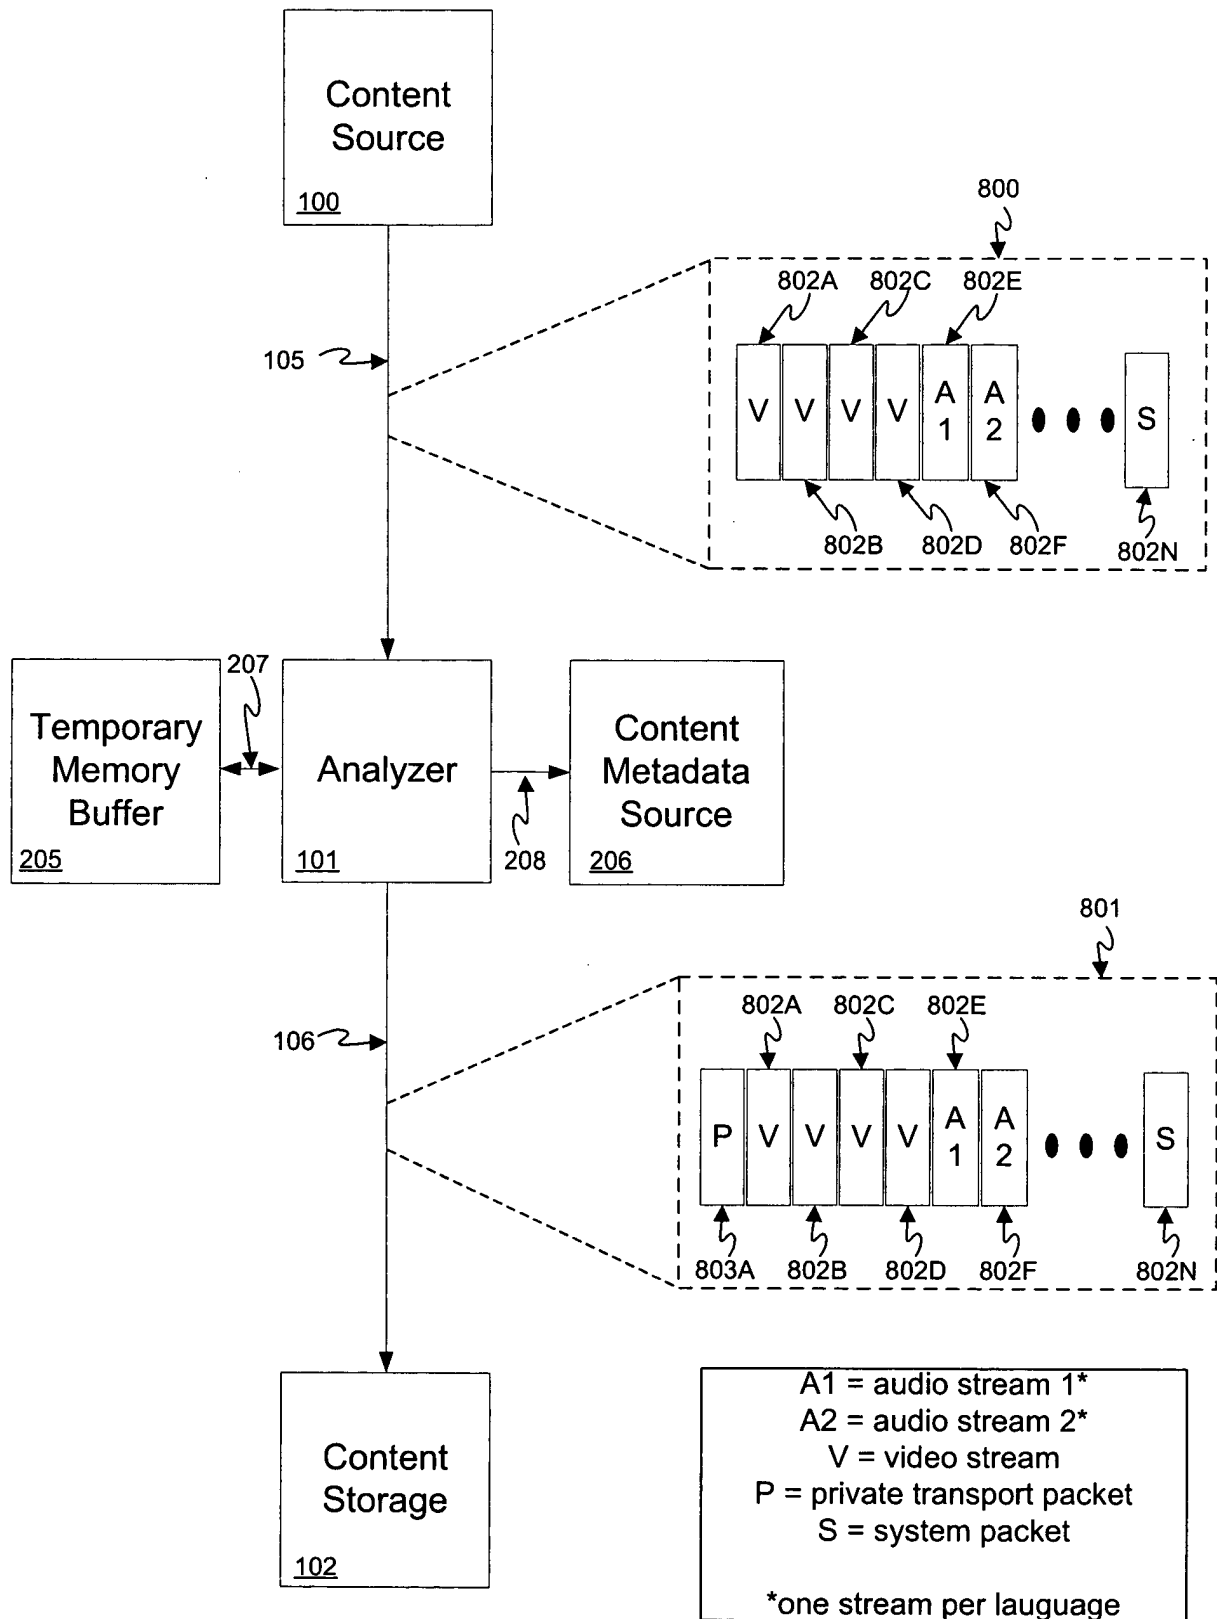 Content
Source
100
800
802A
802C
802E
105
V
V
V
V
A
1
A
2
S
802B
802D
802F
802N
207
Temporary
Memory
Buffer
205
Analyzer
101
208
Content
Metadata
Source
206
801
802A
802C
802E
106
P
V
V
V
V
A
1
A
2
S
803A
802B
802D
802F
802N
Content
Storage
102
A1 = audio stream 1*
A2 = audio stream 2*
V = video stream
P = private transport packet
S = system packet
*one stream per lauguage